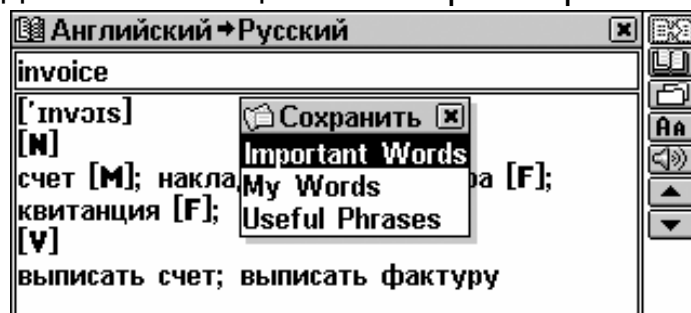 Английский→Русский
invoice
['ɪnvɔɪs]
[N]
счет [M]; накла ра [F];
квитанция [F];
[V]
выписать счет; выписать фактуру
Сохранить
Important Words
My Words
Useful Phrases
AA